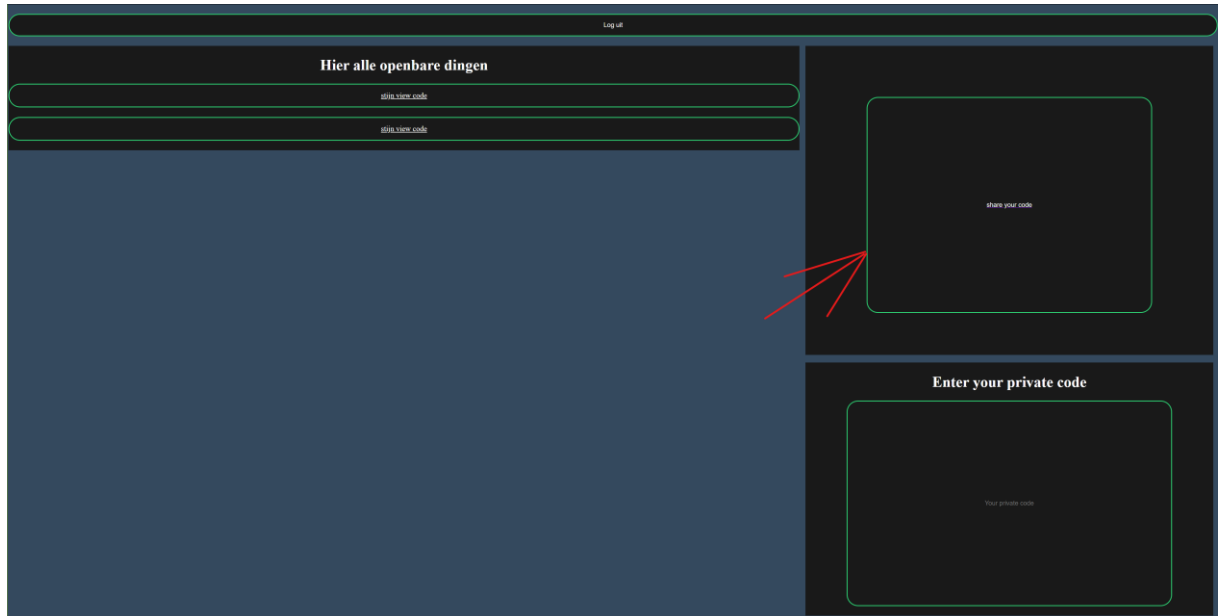 Log uit
Hier alle openbare dingen
stijn view code
stijn view code
share your code
Enter your private code
Your private code